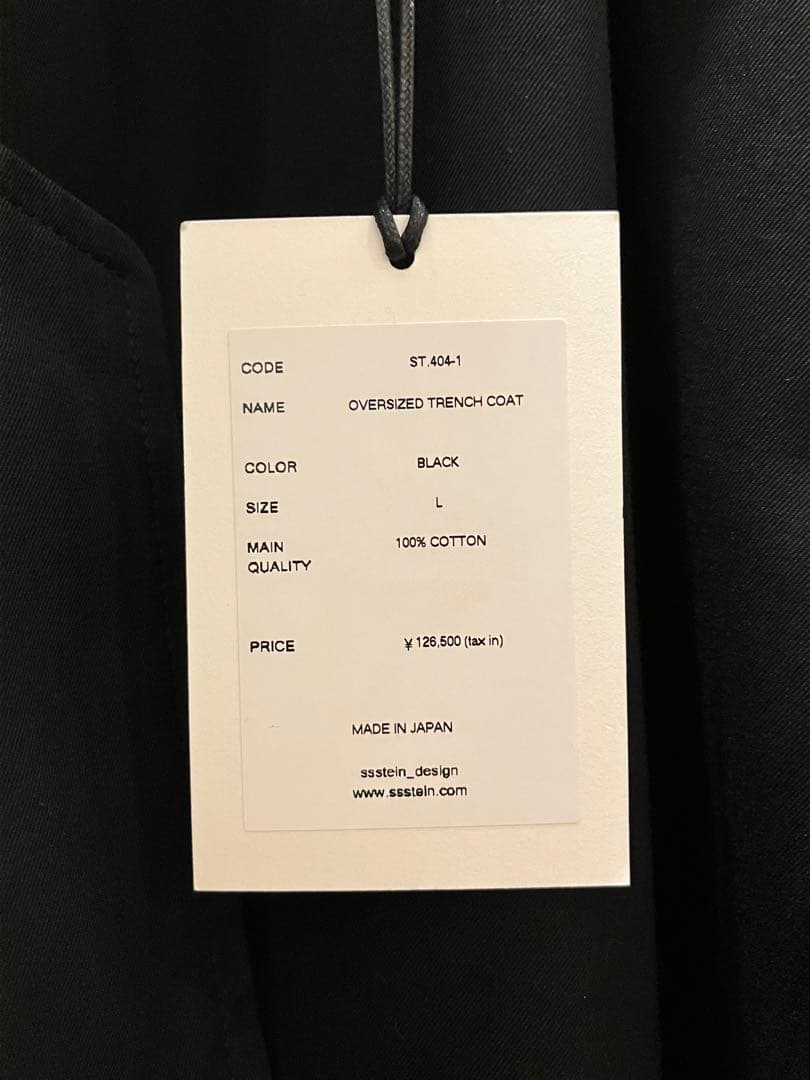 CODE ST.404-1
NAME OVERSIZED TRENCH COAT
COLOR BLACK
SIZE L
MAIN QUALITY 100% COTTON
PRICE ¥126,500 (tax in)
MADE IN JAPAN
ssstein_design
www.ssstein.com